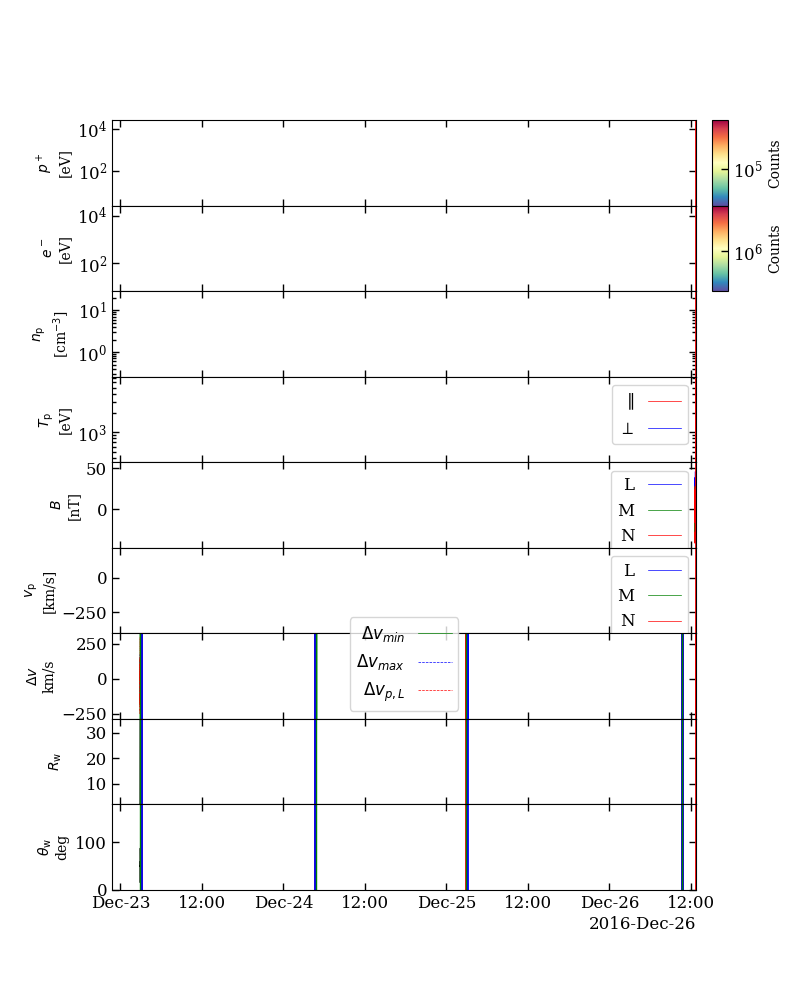 10⁴
10²
p⁺
[eV]
10⁵
Counts
10⁴
10²
e⁻
[eV]
10⁶
Counts
10¹
10⁰
nₚ
[cm⁻³]
10³
Tₚ
[eV]
∥
⊥
50
0
B
[nT]
L
M
N
0
−250
vₚ
[km/s]
L
M
N
250
0
−250
Δv
km/s
Δv_min
Δv_max
Δv_p,L
30
20
10
R_w
100
0
θ_w
deg
Dec-23 12:00 Dec-24 12:00 Dec-25 12:00 Dec-26 12:00
2016-Dec-26